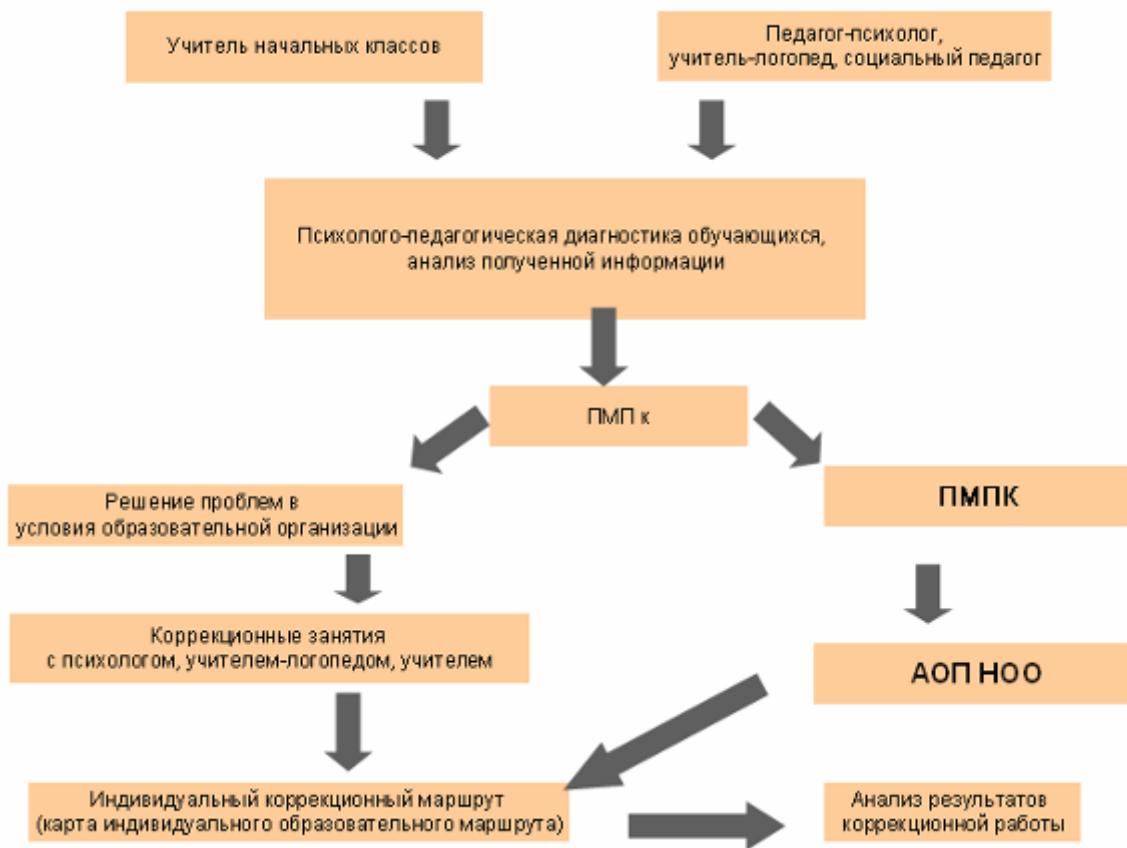 Учитель начальных классов
Педагог-психолог,
учитель-логопед, социальный педагог
Психолого-педагогическая диагностика обучающихся,
анализ полученной информации
ПМП к
Решение проблем в
условия образовательной организации
ПМПК
Коррекционные занятия
с психологом, учителем-логопедом, учителем
АОП НОО
Индивидуальный коррекционный маршрут
(карта индивидуального образовательного маршрута)
Анализ результатов
коррекционной работы